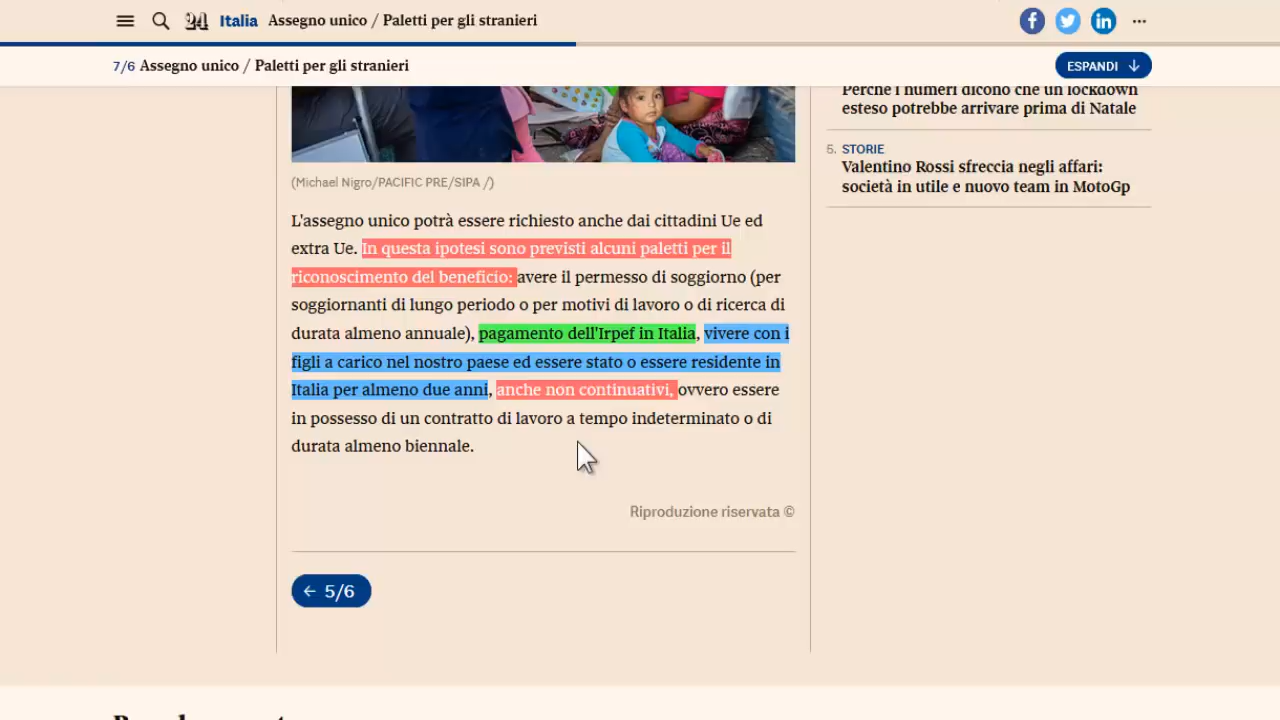 24 Italia Assegno unico / Paletti per gli stranieri
7/6 Assegno unico / Paletti per gli stranieri
ESPANDI
(Michael Nigro/PACIFIC PRE/SIPA /)
L'assegno unico potrà essere richiesto anche dai cittadini Ue ed
extra Ue. In questa ipotesi sono previsti alcuni paletti per il
riconoscimento del beneficio: avere il permesso di soggiorno (per
soggiornanti di lungo periodo o per motivi di lavoro o di ricerca di
durata almeno annuale), pagamento dell'Irpef in Italia, vivere con i
figli a carico nel nostro paese ed essere stato o essere residente in
Italia per almeno due anni, anche non continuativi, ovvero essere
in possesso di un contratto di lavoro a tempo indeterminato o di
durata almeno biennale.
Riproduzione riservata ©
5/6
Perché i numeri dicono che un lockdown
esteso potrebbe arrivare prima di Natale
5. STORIE
Valentino Rossi sfreccia negli affari:
società in utile e nuovo team in MotoGp